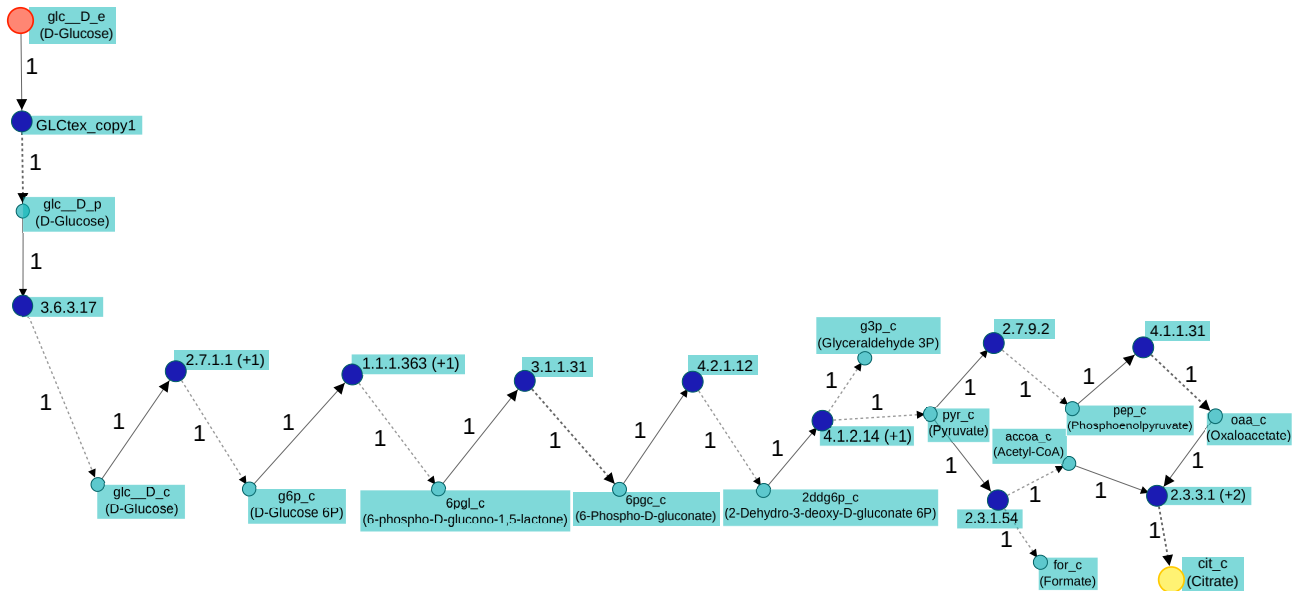 glc__D_e
(D-Glucose)
1
GLCtex_copy1
1
glc__D_p
(D-Glucose)
1
3.6.3.17
1
glc__D_c
(D-Glucose)
1
2.7.1.1 (+1)
1
g6p_c
(D-Glucose 6P)
1
1.1.1.363 (+1)
1
6pgl_c
(6-phospho-D-glucono-1,5-lactone)
1
3.1.1.31
1
6pgc_c
(6-Phospho-D-gluconate)
1
4.2.1.12
1
2ddg6p_c
(2-Dehydro-3-deoxy-D-gluconate 6P)
1
4.1.2.14 (+1)
1
g3p_c
(Glyceraldehyde 3P)
1
pyr_c
(Pyruvate)
1
2.7.9.2
1
pep_c
(Phosphoenolpyruvate)
1
4.1.1.31
1
oaa_c
(Oxaloacetate)
1
1
2.3.1.54
1
accoa_c
(Acetyl-CoA)
1
1
for_c
(Formate)
2.3.3.1 (+2)
1
cit_c
(Citrate)